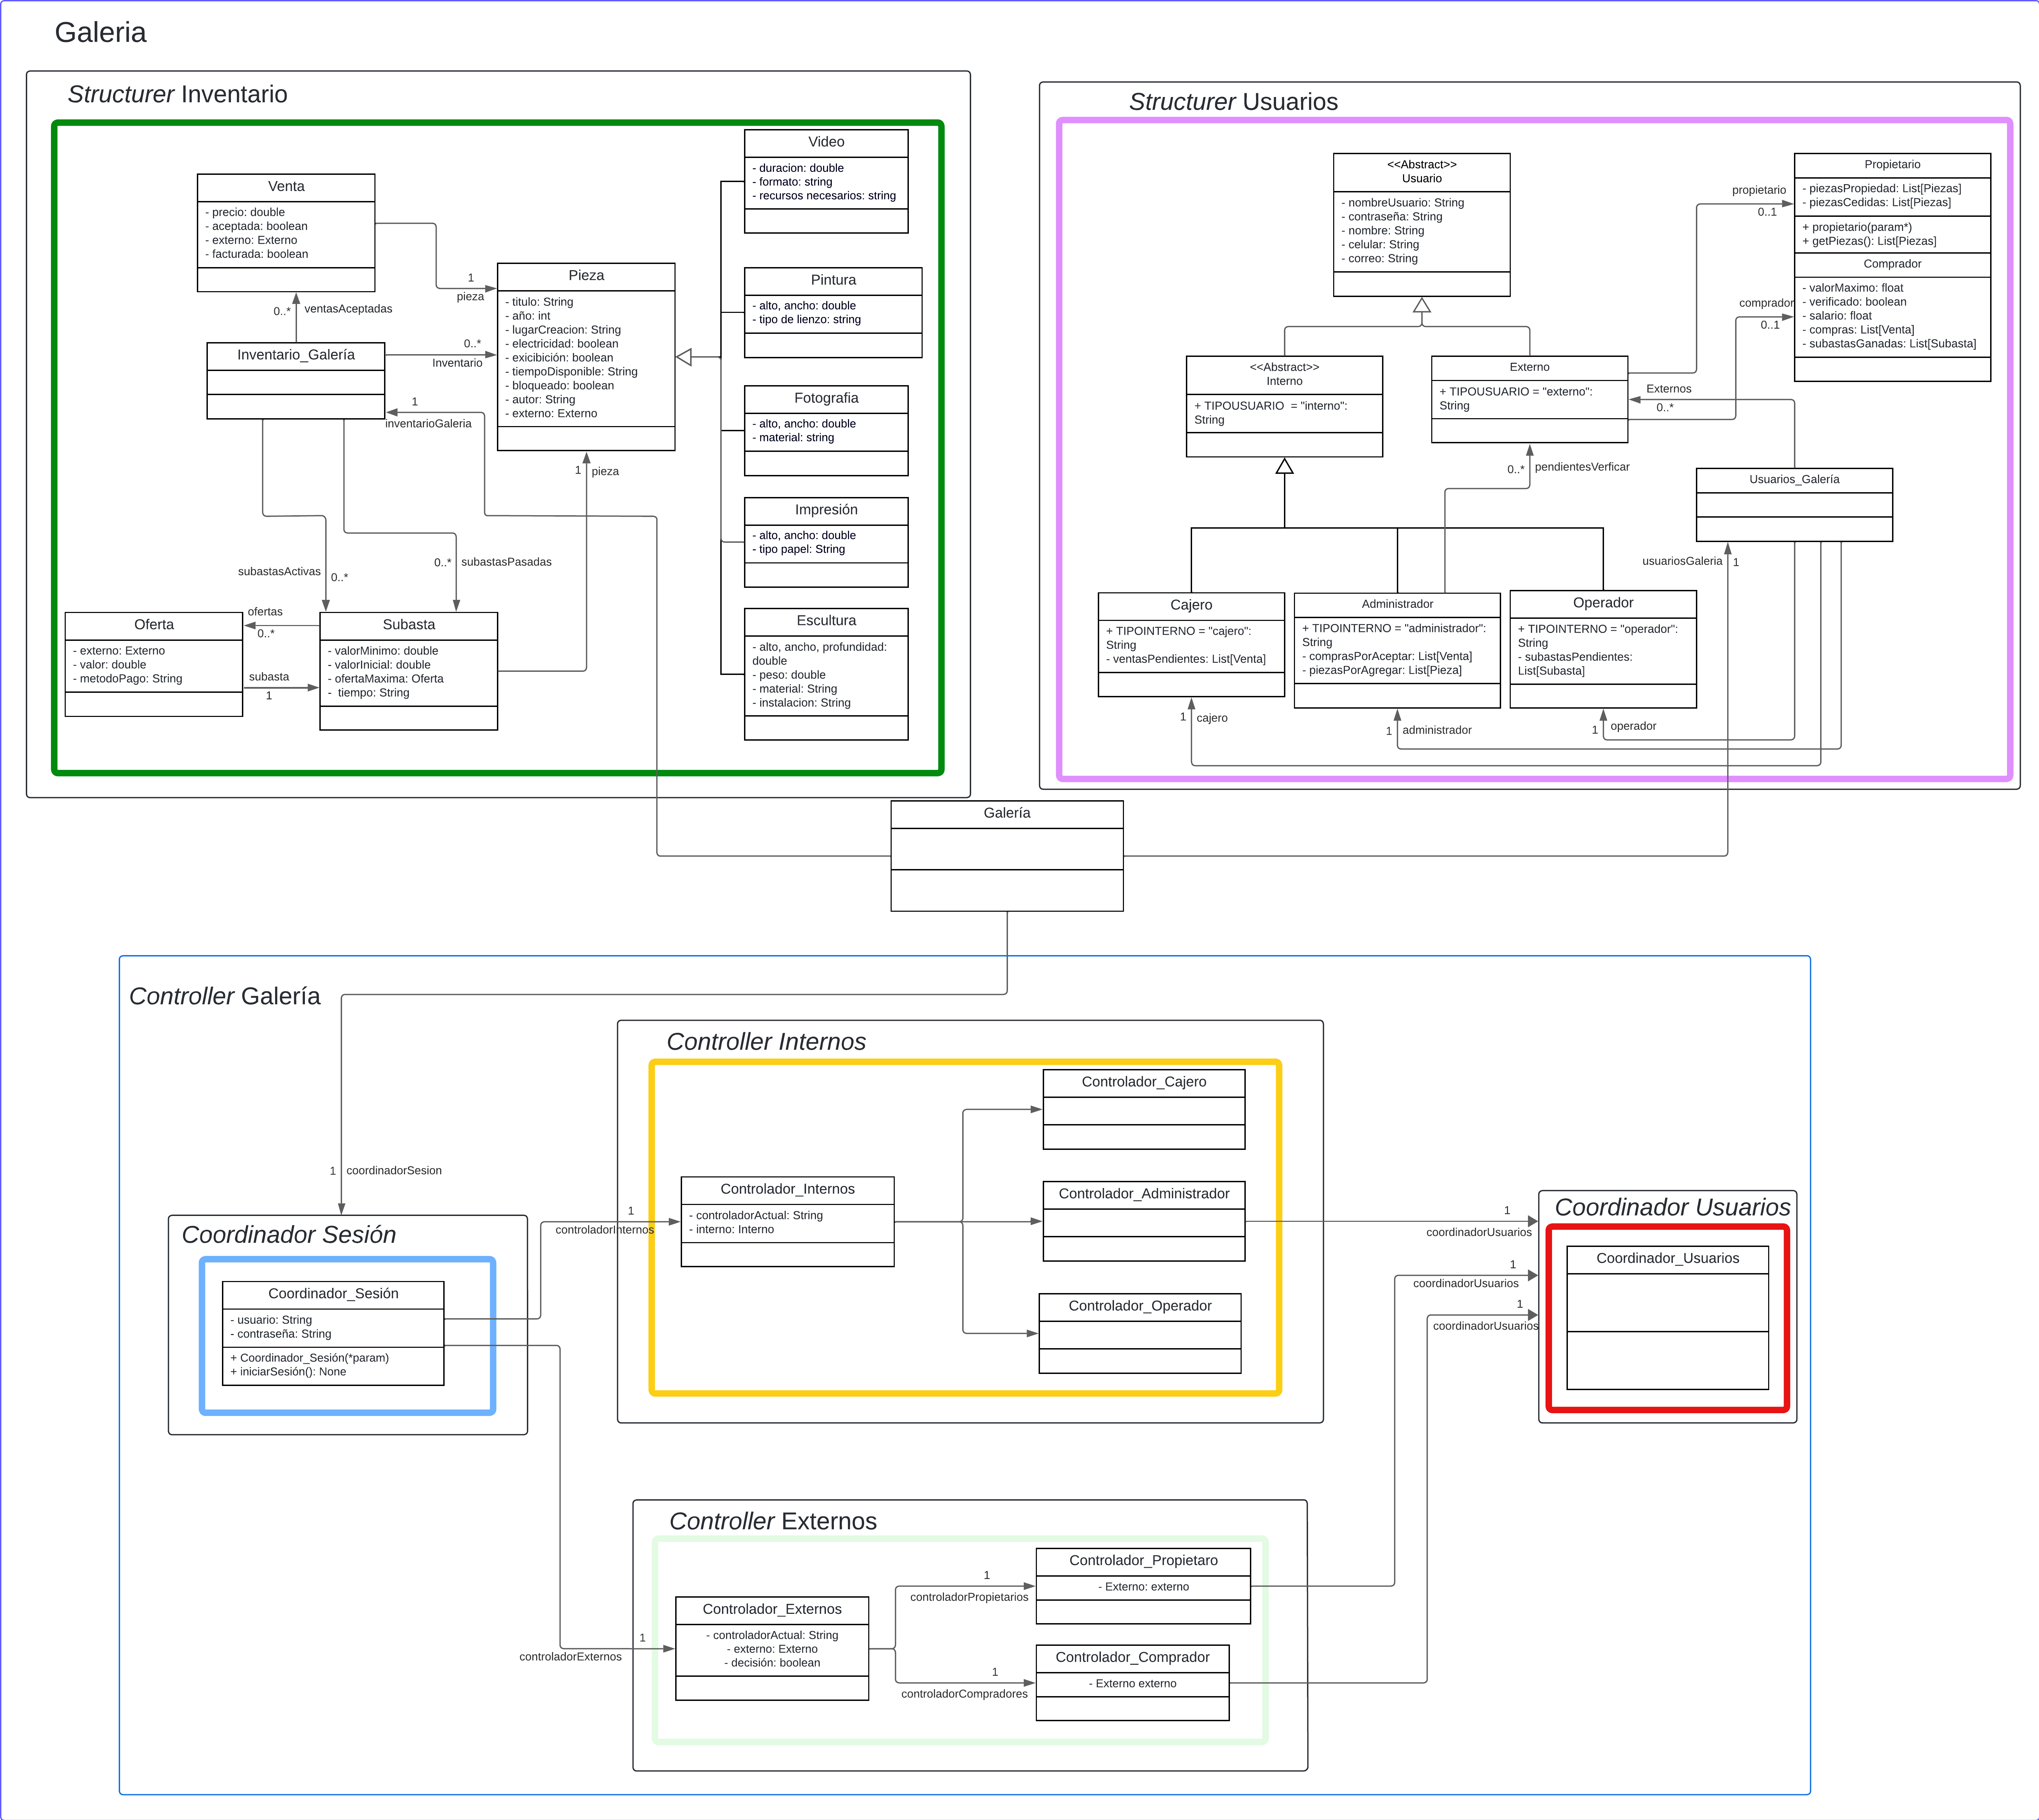 Galeria
Structurer Inventario
Venta
- precio: double
- aceptada: boolean
- externo: Externo
- facturada: boolean
1
pieza
0..*
ventasAceptadas
Inventario_Galería
0..*
Inventario
1
inventarioGaleria
Pieza
- titulo: String
- año: int
- lugarCreacion: String
- electricidad: boolean
- exicibición: boolean
- tiempoDisponible: String
- bloqueado: boolean
- autor: String
- externo: Externo
1
pieza
Video
- duracion: double
- formato: string
- recursos necesarios: string
Pintura
- alto, ancho: double
- tipo de lienzo: string
Fotografia
- alto, ancho: double
- material: string
Impresión
- alto, ancho: double
- tipo papel: String
Escultura
- alto, ancho, profundidad:
double
- peso: double
- material: String
- instalacion: String
subastasActivas
0..*
0..*
subastasPasadas
Oferta
- externo: Externo
- valor: double
- metodoPago: String
ofertas
0..*
subasta
1
Subasta
- valorMinimo: double
- valorInicial: double
- ofertaMaxima: Oferta
- tiempo: String
Structurer Usuarios
<<Abstract>>
Usuario
- nombreUsuario: String
- contraseña: String
- nombre: String
- celular: String
- correo: String
propietario
0..1
Propietario
- piezasPropiedad: List[Piezas]
- piezasCedidas: List[Piezas]
+ propietario(param*)
+ getPiezas(): List[Piezas]
comprador
0..1
Comprador
- valorMaximo: float
- verificado: boolean
- salario: float
- compras: List[Venta]
- subastasGanadas: List[Subasta]
<<Abstract>>
Interno
+ TIPOUSUARIO = "interno":
String
Externo
+ TIPOUSUARIO = "externo":
String
Externos
0..*
0..*
pendientesVerficar
Usuarios_Galería
usuariosGaleria
1
Cajero
+ TIPOINTERNO = "cajero":
String
- ventasPendientes: List[Venta]
Administrador
+ TIPOINTERNO = "administrador":
String
- comprasPorAceptar: List[Venta]
- piezasPorAgregar: List[Pieza]
Operador
+ TIPOINTERNO = "operador":
String
- subastasPendientes:
List[Subasta]
1
cajero
1
administrador
1
operador
Galería
Controller Galería
1
coordinadorSesion
Coordinador Sesión
Coordinador_Sesión
- usuario: String
- contraseña: String
+ Coordinador_Sesión(*param)
+ iniciarSesión(): None
Controller Internos
1
controladorInternos
Controlador_Internos
- controladorActual: String
- interno: Interno
Controlador_Cajero
Controlador_Administrador
Controlador_Operador
1
coordinadorUsuarios
1
coordinadorUsuarios
1
coordinadorUsuarios
Coordinador Usuarios
Coordinador_Usuarios
Controller Externos
1
controladorExternos
Controlador_Externos
- controladorActual: String
- externo: Externo
- decisión: boolean
1
controladorPropietarios
1
controladorCompradores
Controlador_Propietaro
- Externo: externo
Controlador_Comprador
- Externo externo